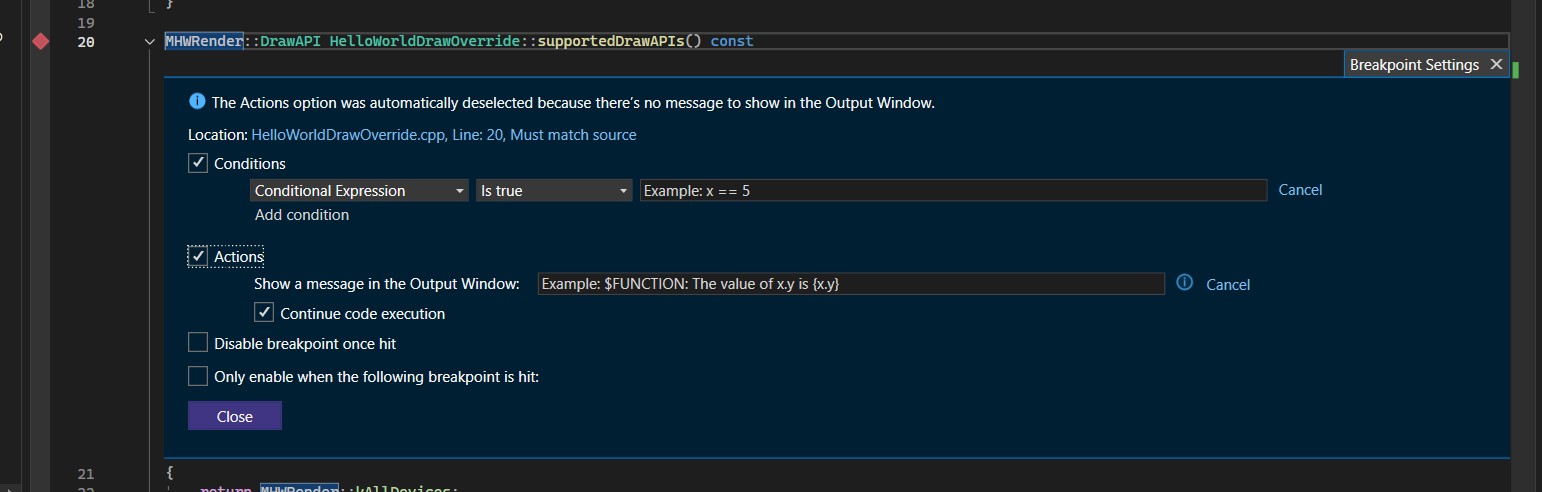 18 }
19
20 MHWRender::DrawAPI HelloWorldDrawOverride::supportedDrawAPIs() const
Breakpoint Settings
The Actions option was automatically deselected because there's no message to show in the Output Window.
Location: HelloWorldDrawOverride.cpp, Line: 20, Must match source
Conditions
Conditional Expression Is true Example: x == 5 Cancel
Add condition
Actions
Show a message in the Output Window: Example: $FUNCTION: The value of x.y is {x.y} Cancel
Continue code execution
Disable breakpoint once hit
Only enable when the following breakpoint is hit:
Close
21 {
22 return MHWRender::kAllDevices;